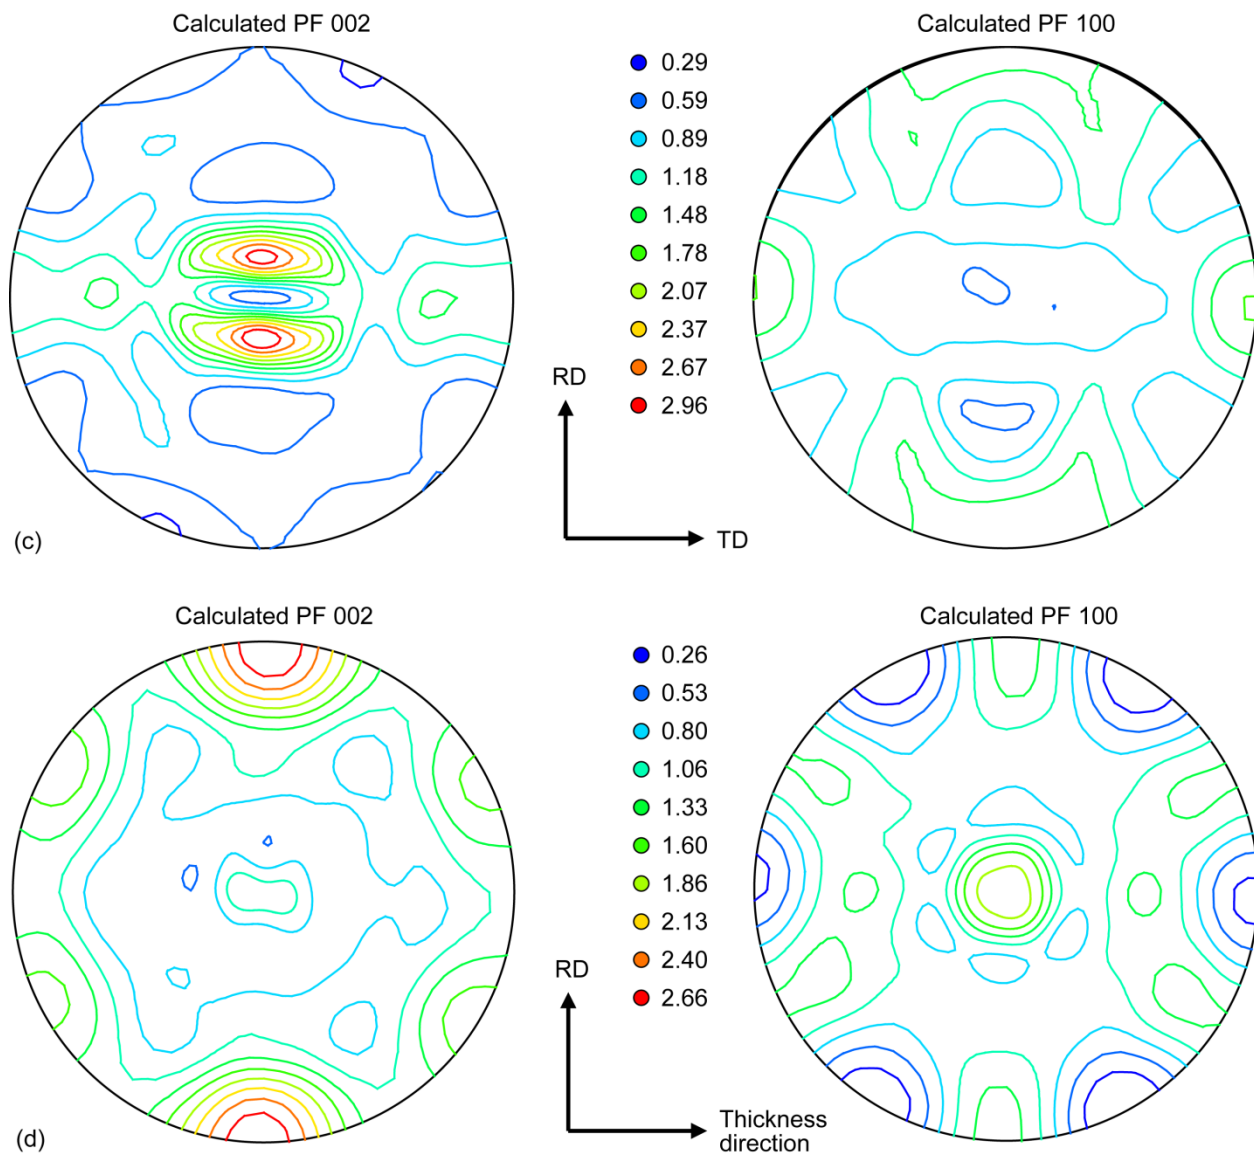 Calculated PF 002
Calculated PF 100
0.29
0.59
0.89
1.18
1.48
1.78
2.07
2.37
2.67
2.96
RD
TD
(c)
Calculated PF 002
Calculated PF 100
0.26
0.53
0.80
1.06
1.33
1.60
1.86
2.13
2.40
2.66
RD
Thickness
direction
(d)